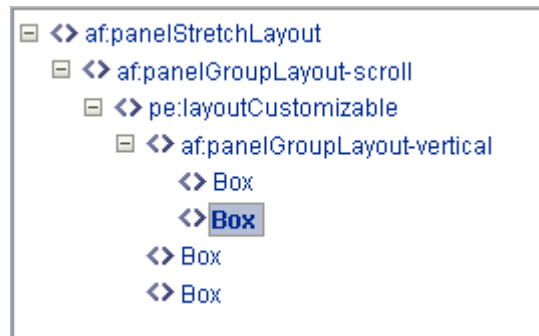 af:panelStretchLayout
af:panelGroupLayout-scroll
pe:layoutCustomizable
af:panelGroupLayout-vertical
Box
Box
Box
Box